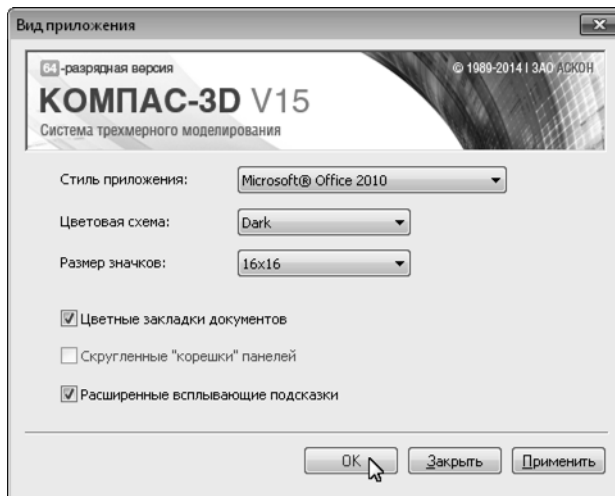 Вид приложения
64-разрядная версия
© 1989-2014 I ЗАО АСКОН
КОМПАС-3D V15
Система трехмерного моделирования
Стиль приложения: Microsoft® Office 2010
Цветовая схема: Dark
Размер значков: 16x16
Цветные закладки документов
Скругленные "корешки" панелей
Расширенные всплывающие подсказки
OK Закрыть Применить